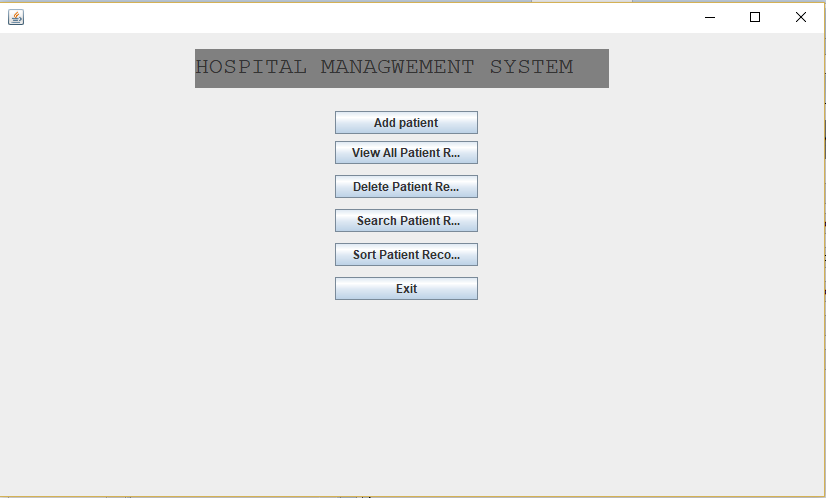 HOSPITAL MANAGWEMENT SYSTEM
Add patient
View All Patient R...
Delete Patient Re...
Search Patient R...
Sort Patient Reco...
Exit